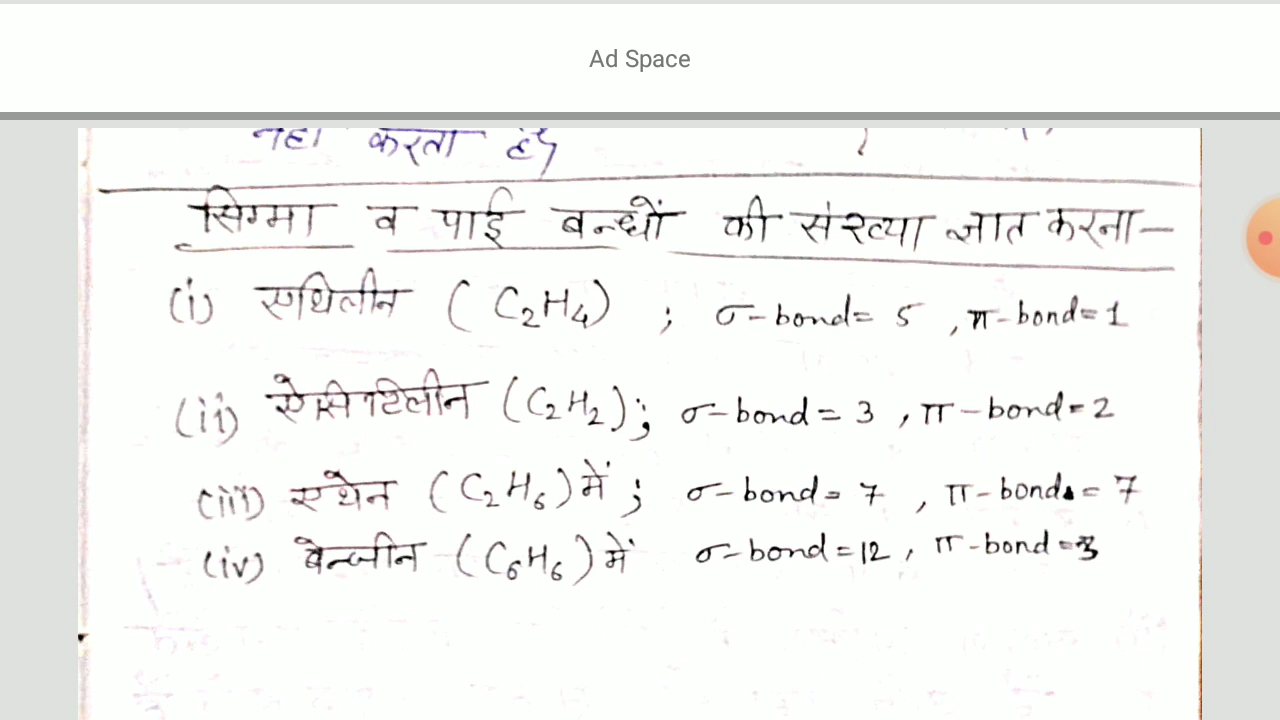 Ad Space
नहीं करता है।
सिग्मा व पाई बन्धों की संख्या ज्ञात करना—
(i) एथिलीन (C₂H₄) ; σ-bond= 5 , π-bond=1
(ii) ऐसिटिलीन (C₂H₂); σ-bond = 3 , π-bond=2
(iii) एथेन (C₂H₆) में ; σ-bond= 7 , π-bond = 7
(iv) बेन्जीन (C₆H₆) में σ-bond=12, π-bond=3